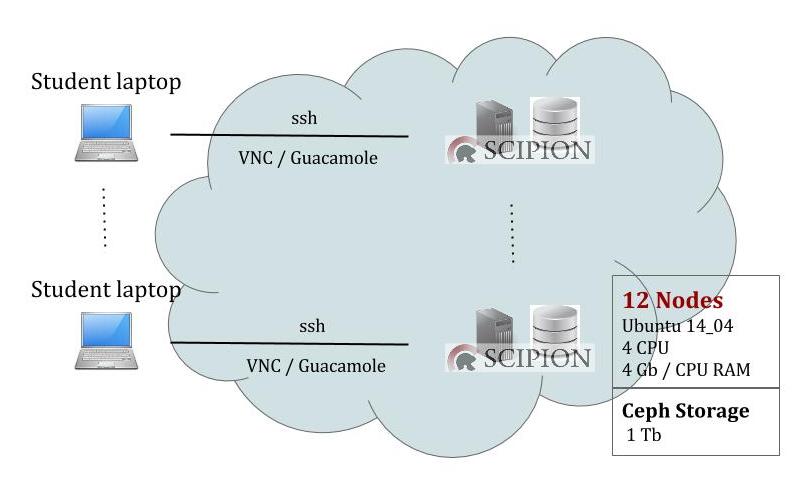 Student laptop
ssh
VNC / Guacamole
SCIPION
Student laptop
ssh
VNC / Guacamole
SCIPION
12 Nodes
Ubuntu 14_04
4 CPU
4 Gb / CPU RAM
Ceph Storage
1 Tb